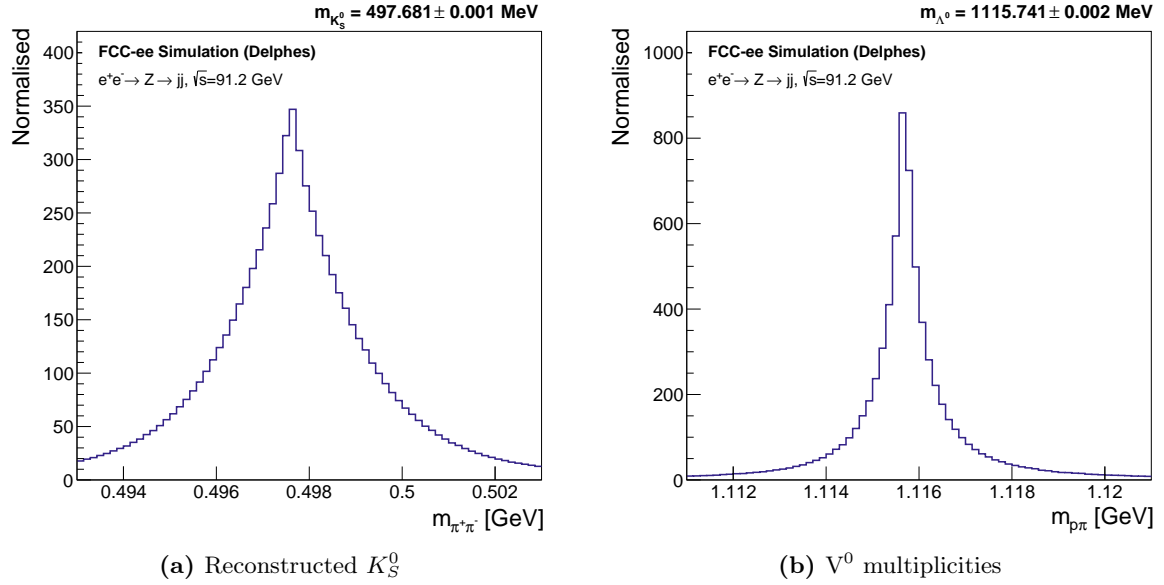 m_{K_S^0} = 497.681 ± 0.001 MeV
Normalised
400
350
300
250
200
150
100
50
0
FCC-ee Simulation (Delphes)
e⁺e⁻→ Z → jj, √s=91.2 GeV
0.494 0.496 0.498 0.5 0.502
m_{π⁺π⁻} [GeV]
(a) Reconstructed K_S^0
m_{Λ^0} = 1115.741 ± 0.002 MeV
Normalised
1000
800
600
400
200
0
FCC-ee Simulation (Delphes)
e⁺e⁻→ Z → jj, √s=91.2 GeV
1.112 1.114 1.116 1.118 1.12
m_{pπ} [GeV]
(b) V⁰ multiplicities